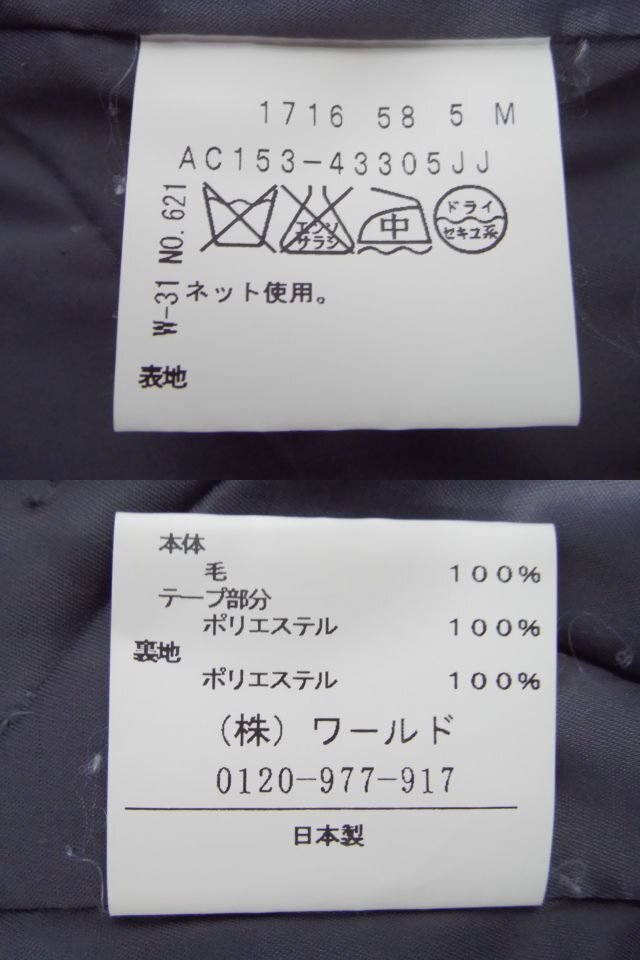 1716 58 5 M
AC153-43305JJ
W-31 NO.621
エンソ
サラシ
中
ドライ
セキユ系
ネット使用。
表地
本体
毛 100%
テープ部分
ポリエステル 100%
裏地
ポリエステル 100%
(株) ワールド
0120-977-917
日本製